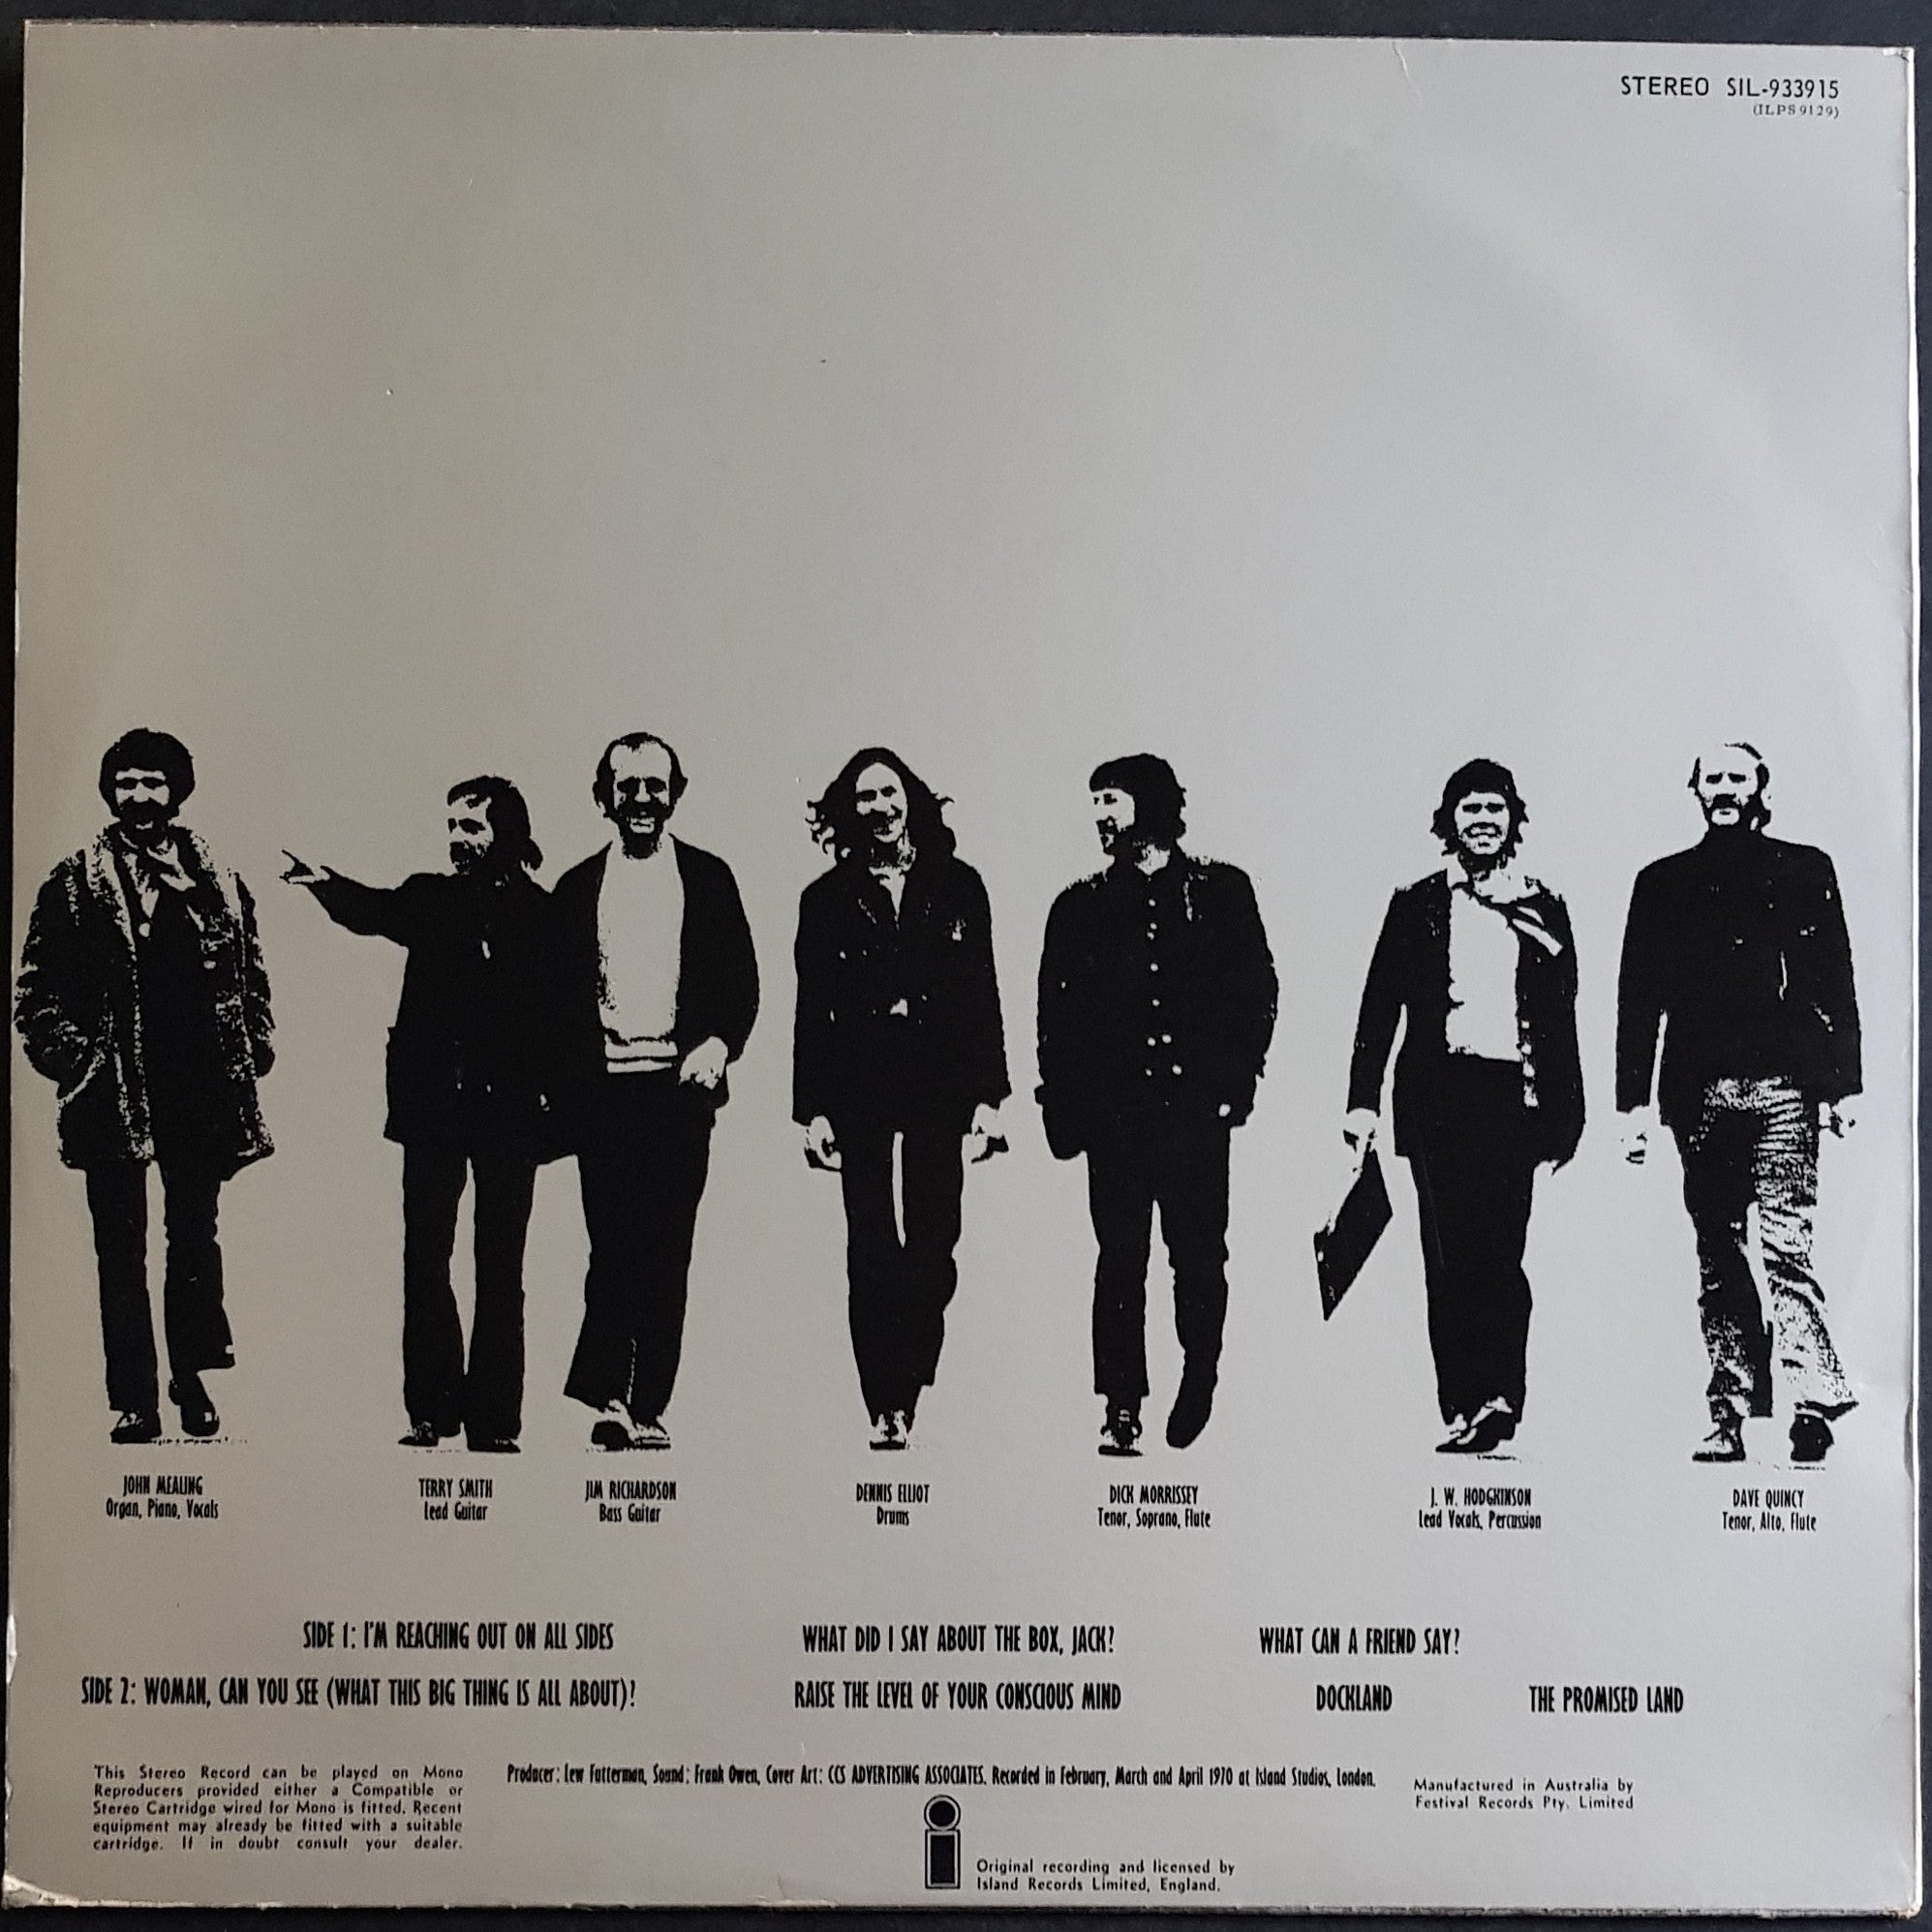 STEREO SIL-933915
(ILPS 9129)
JOHN MEALING
Organ, Piano, Vocals
TERRY SMITH
Lead Guitar
JIM RICHARDSON
Bass Guitar
DENNIS ELLIOT
Drums
DICK MORRISSEY
Tenor, Soprano, Flute
J. W. HODGKINSON
Lead Vocals, Percussion
DAVE QUINCY
Tenor, Alto, Flute
SIDE 1: I'M REACHING OUT ON ALL SIDES WHAT DID I SAY ABOUT THE BOX, JACK? WHAT CAN A FRIEND SAY?
SIDE 2: WOMAN, CAN YOU SEE (WHAT THIS BIG THING IS ALL ABOUT)? RAISE THE LEVEL OF YOUR CONSCIOUS MIND DOCKLAND THE PROMISED LAND
This Stereo Record can be played on Mono
Reproducers provided either a Compatible or
Stereo Cartridge wired for Mono is fitted. Recent
equipment may already be fitted with a suitable
cartridge. If in doubt consult your dealer.
Producer: Lew Futterman, Sound: Frank Owen, Cover Art: CCS ADVERTISING ASSOCIATES. Recorded in February, March and April 1970 at Island Studios, London.
Manufactured in Australia by
Festival Records Pty. Limited
Original recording and licensed by
Island Records Limited, England.